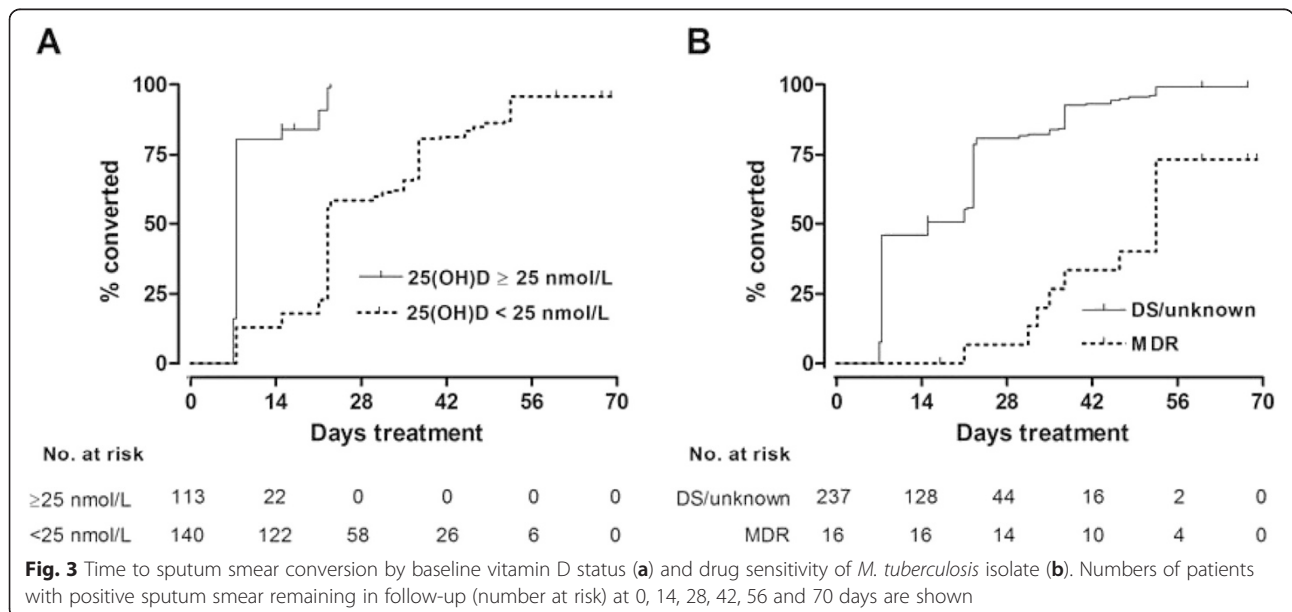 A
B
% converted
100
75
50
25
0
25(OH)D ≥ 25 nmol/L
25(OH)D < 25 nmol/L
0 14 28 42 56 70
Days treatment
% converted
100
75
50
25
0
DS/unknown
MDR
0 14 28 42 56 70
Days treatment
No. at risk
≥25 nmol/L 113 22 0 0 0 0
<25 nmol/L 140 122 58 26 6 0
No. at risk
DS/unknown 237 128 44 16 2 0
MDR 16 16 14 10 4 0
Fig. 3 Time to sputum smear conversion by baseline vitamin D status (a) and drug sensitivity of M. tuberculosis isolate (b). Numbers of patients
with positive sputum smear remaining in follow-up (number at risk) at 0, 14, 28, 42, 56 and 70 days are shown